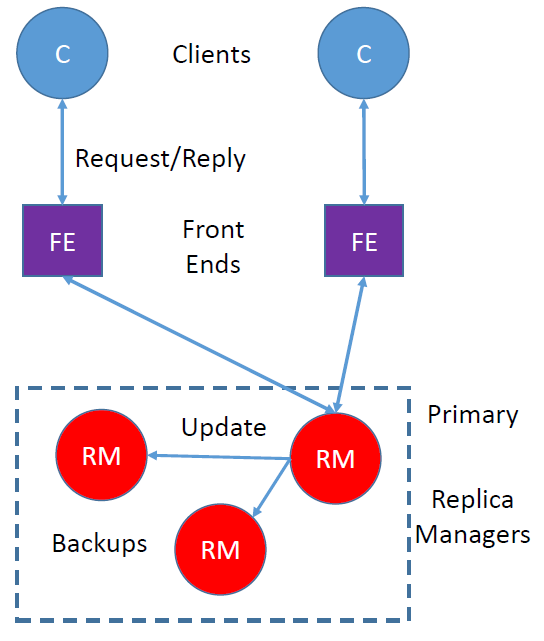 C
Clients
C
Request/Reply
FE
Front
Ends
FE
Primary
Update
RM
RM
Replica
Managers
Backups
RM